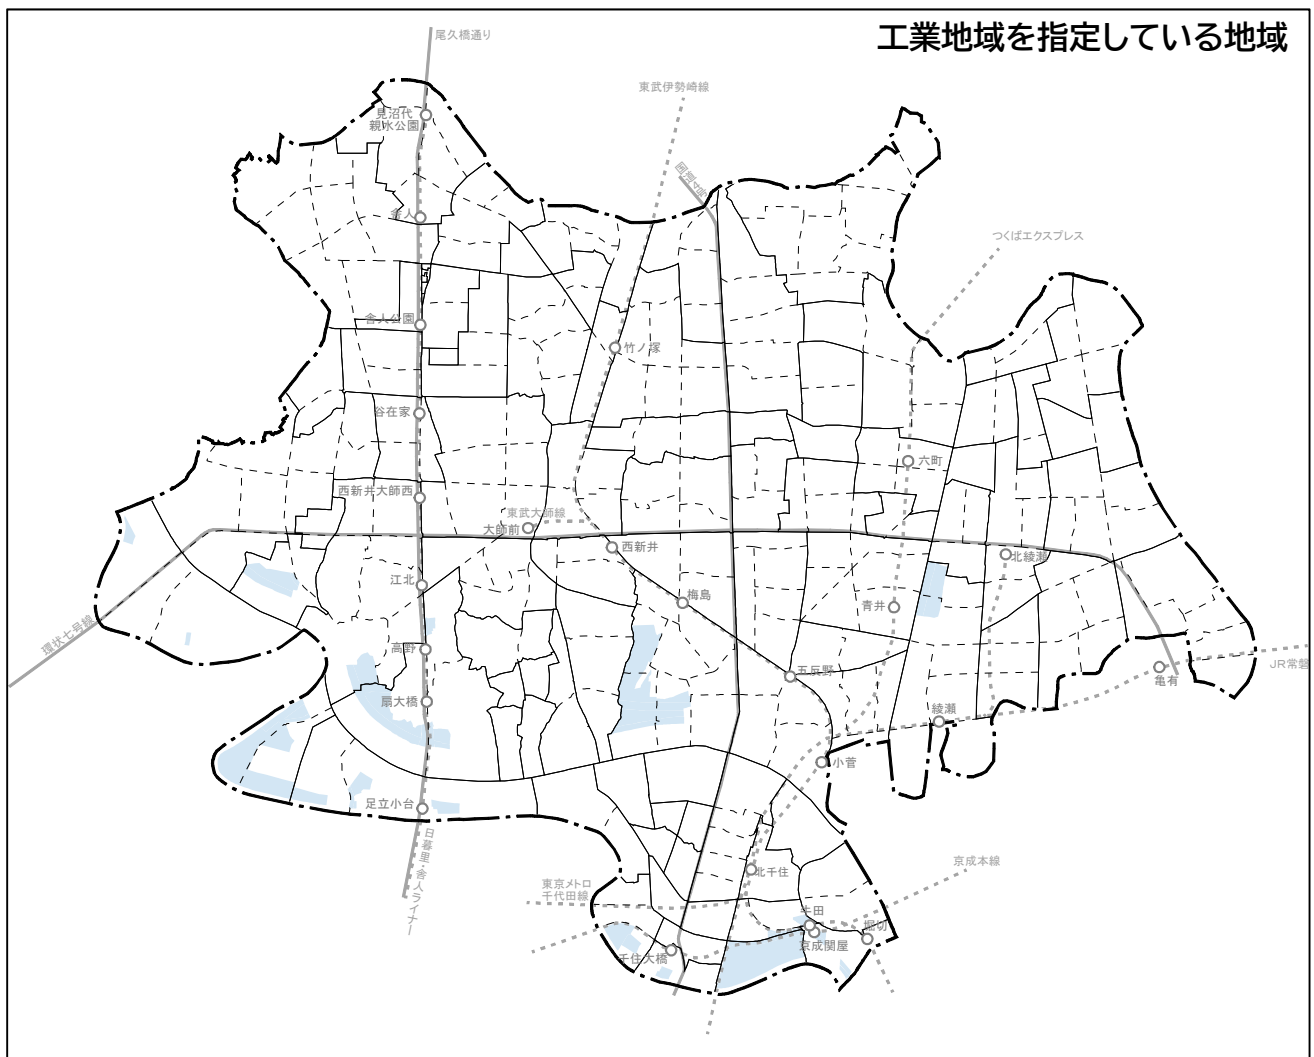 工業地域を指定している地域
尾久橋通り
東武伊勢崎線
見沼代
親水公園
国道4号
舎人
つくばエクスプレス
舎人公園
竹ノ塚
谷在家
六町
西新井大師西
東武大師線
大師前
西新井
北綾瀬
江北
梅島
青井
環状七号線
高野
五反野
JR常磐
亀有
扇大橋
綾瀬
小菅
足立小台
日暮里・舎人ライナー
北千住
京成本線
東京メトロ
千代田線
牛田
堀切
京成関屋
千住大橋